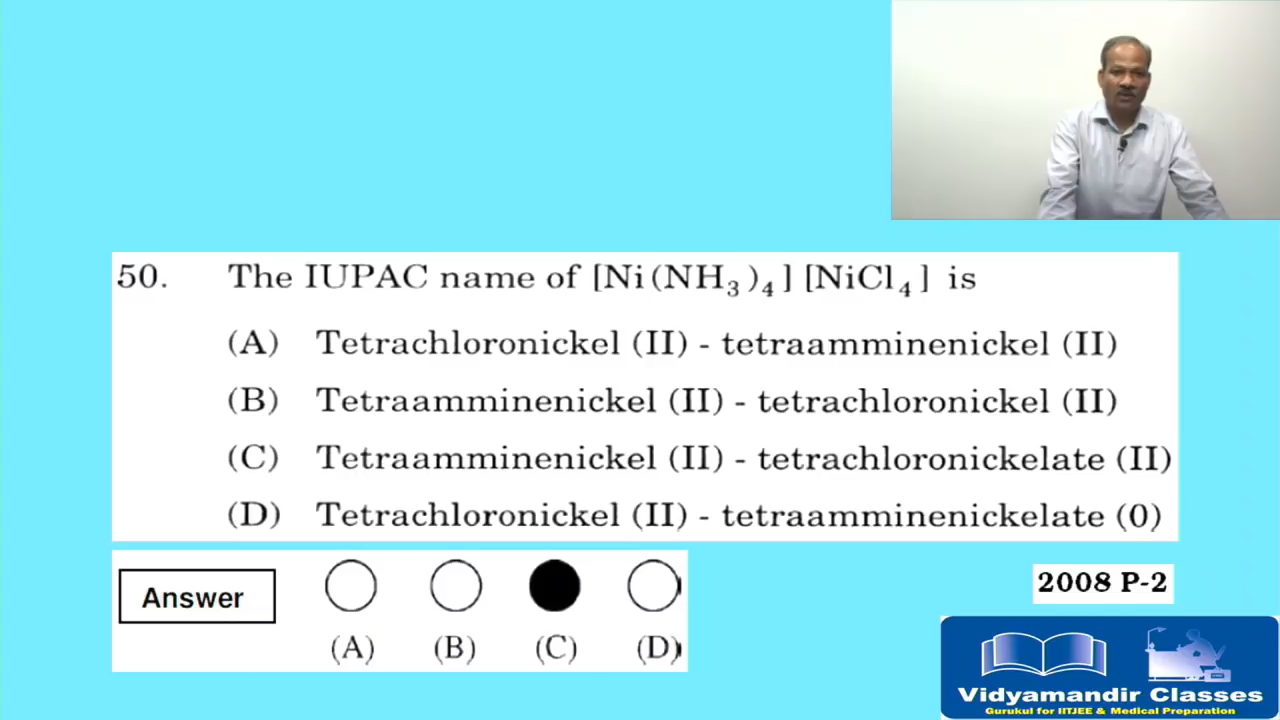 50. The IUPAC name of [Ni(NH₃)₄] [NiCl₄] is
(A) Tetrachloronickel (II) - tetraamminenickel (II)
(B) Tetraamminenickel (II) - tetrachloronickel (II)
(C) Tetraamminenickel (II) - tetrachloronickelate (II)
(D) Tetrachloronickel (II) - tetraamminenickelate (0)
Answer
(A) (B) (C) (D)
2008 P-2
Vidyamandir Classes
Gurukul for IITJEE & Medical Preparation